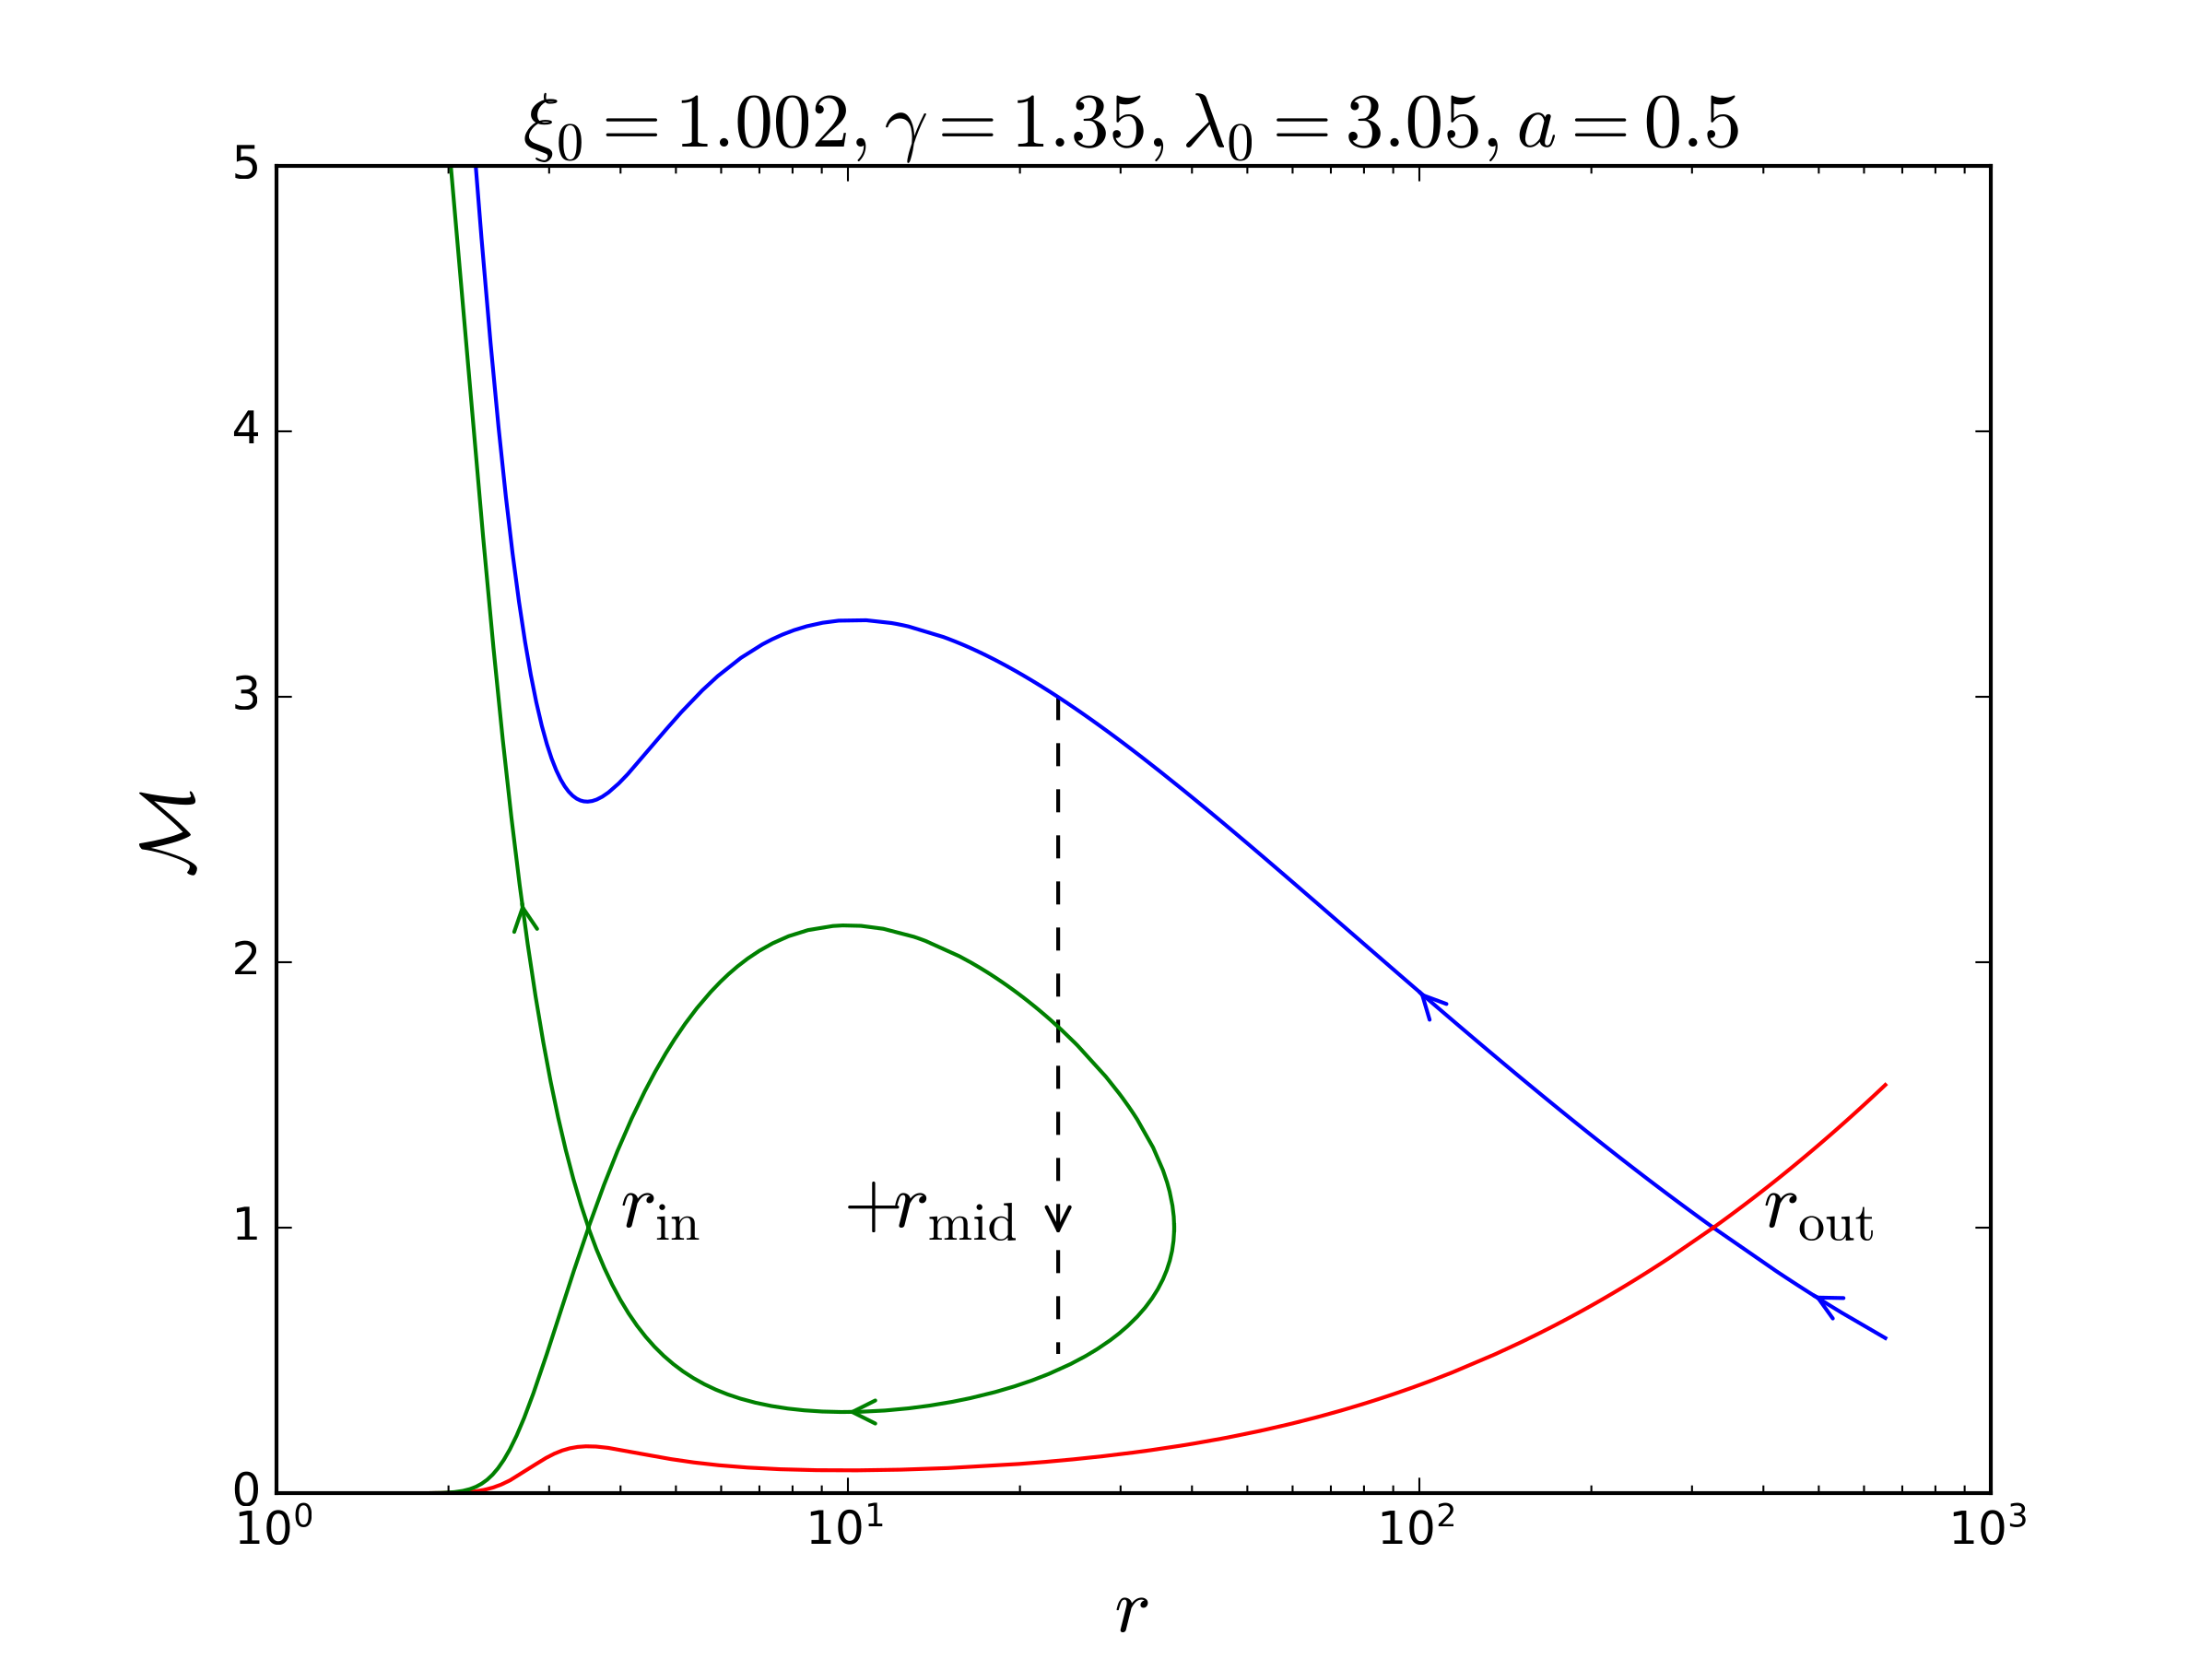 ξ₀ = 1.002, γ = 1.35, λ₀ = 3.05, a = 0.5
5
4
3
2
1
0
ℳ
r_in
+r_mid
r_out
10⁰ 10¹ 10² 10³
r